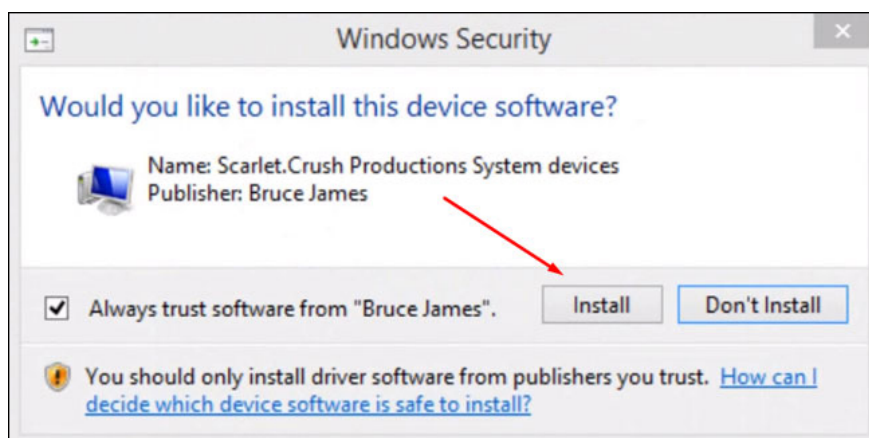 Windows Security
Would you like to install this device software?
Name: Scarlet.Crush Productions System devices
Publisher: Bruce James
Always trust software from "Bruce James".
Install
Don't Install
You should only install driver software from publishers you trust. How can I
decide which device software is safe to install?